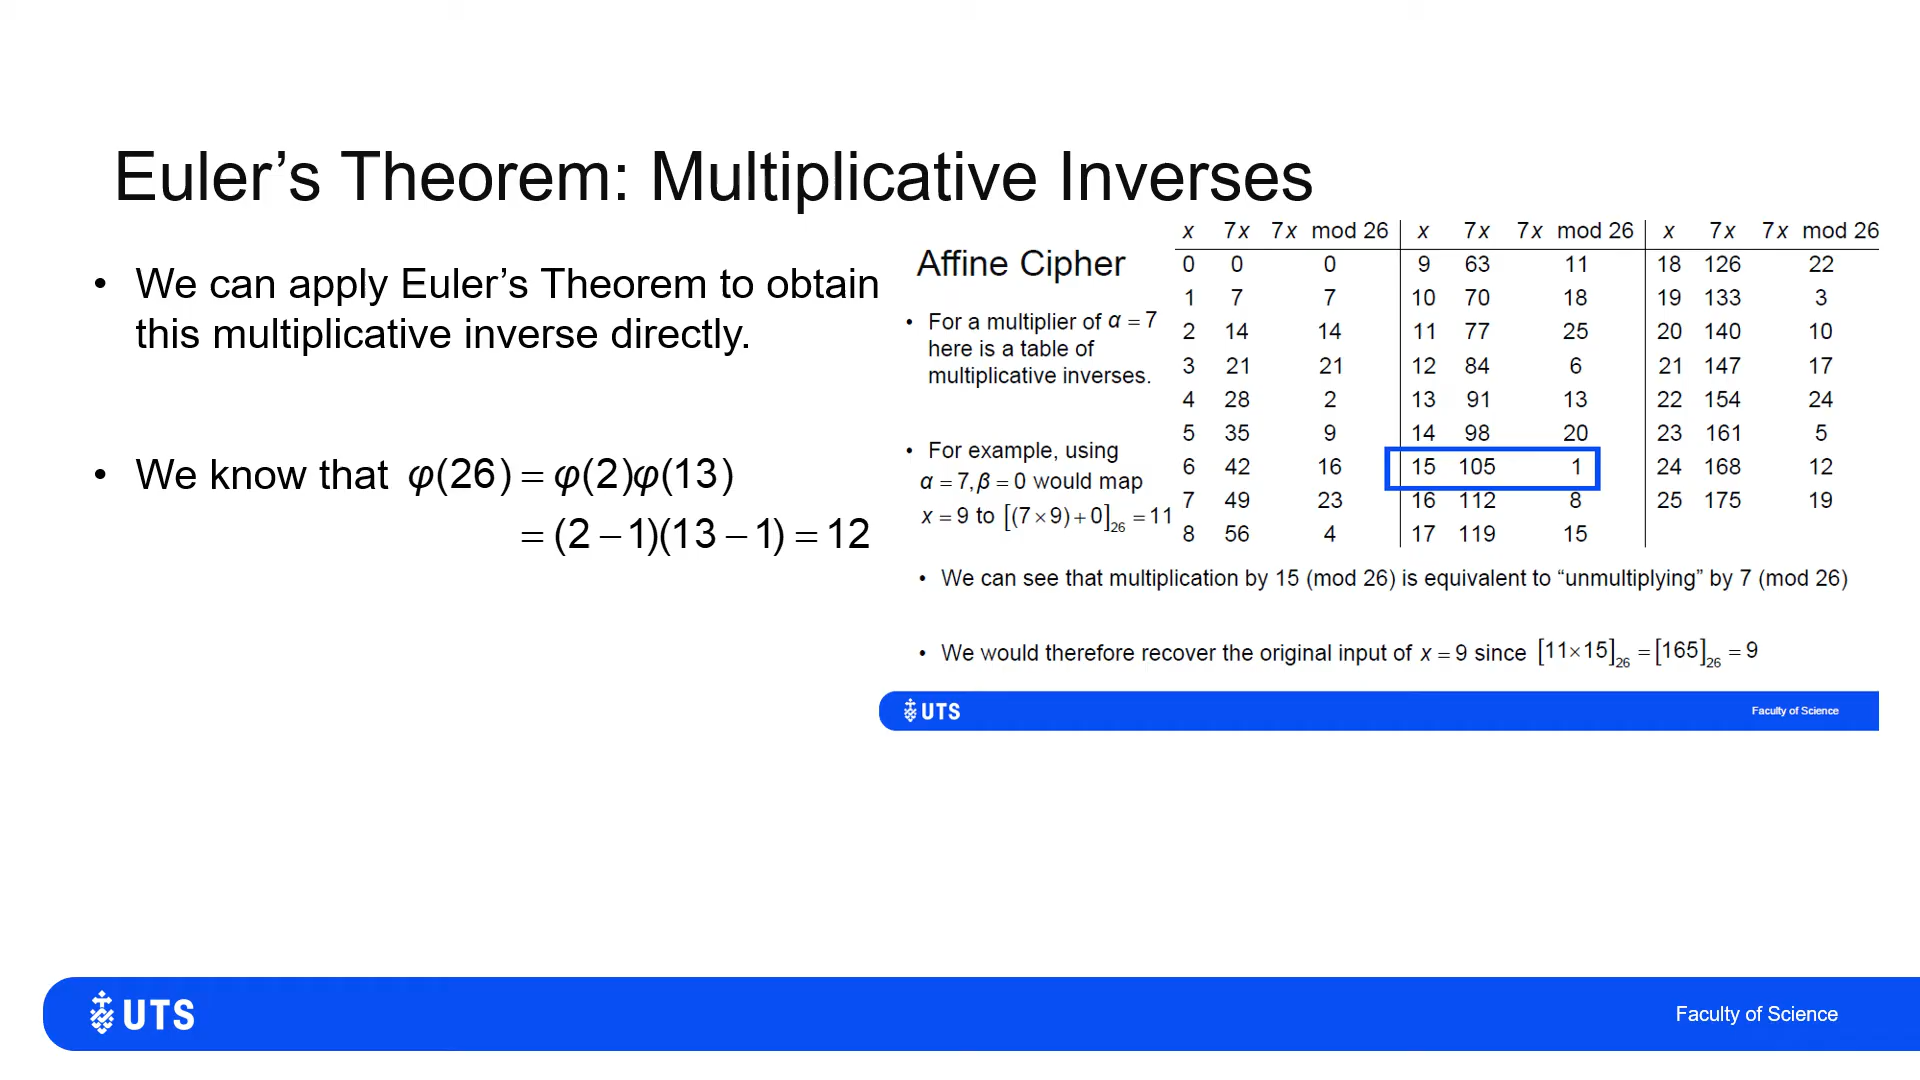 Euler’s Theorem: Multiplicative Inverses
• We can apply Euler’s Theorem to obtain
this multiplicative inverse directly.
• We know that φ(26) = φ(2)φ(13)
= (2 − 1)(13 − 1) = 12
Affine Cipher
• For a multiplier of α = 7
here is a table of
multiplicative inverses.
• For example, using
α = 7, β = 0 would map
x = 9 to [(7 × 9) + 0]₂₆ = 11
x 7x 7x mod 26 x 7x 7x mod 26 x 7x 7x mod 26
0 0 0 9 63 11 18 126 22
1 7 7 10 70 18 19 133 3
2 14 14 11 77 25 20 140 10
3 21 21 12 84 6 21 147 17
4 28 2 13 91 13 22 154 24
5 35 9 14 98 20 23 161 5
6 42 16 15 105 1 24 168 12
7 49 23 16 112 8 25 175 19
8 56 4 17 119 15
• We can see that multiplication by 15 (mod 26) is equivalent to “unmultiplying” by 7 (mod 26)
• We would therefore recover the original input of x = 9 since [11×15]₂₆ = [165]₂₆ = 9
UTS
Faculty of Science
UTS
Faculty of Science